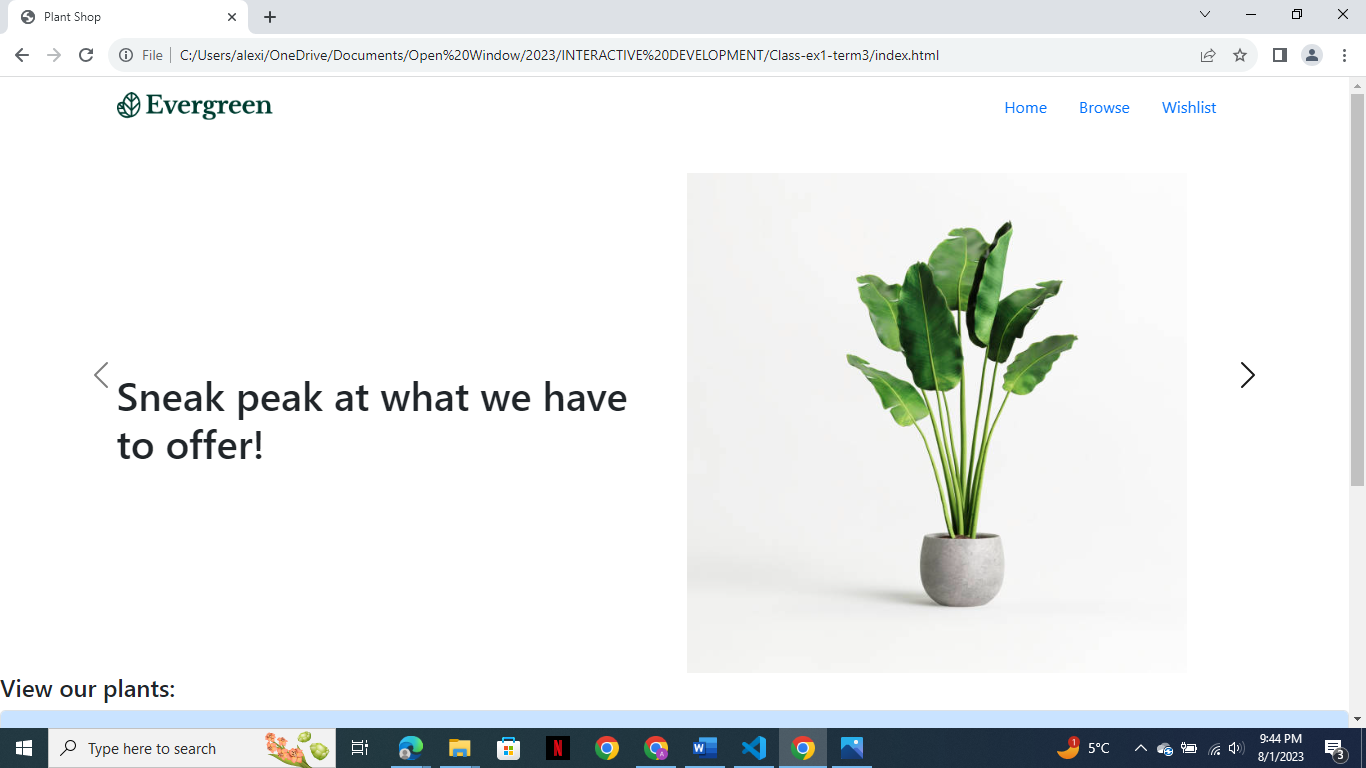 Plant Shop
File
C:/Users/alexi/OneDrive/Documents/Open%20Window/2023/INTERACTIVE%20DEVELOPMENT/Class-ex1-term3/index.html
Evergreen
Home Browse Wishlist
Sneak peak at what we have
to offer!
View our plants:
Type here to search
N
A
W
1
5°C
9:44 PM
8/1/2023
3